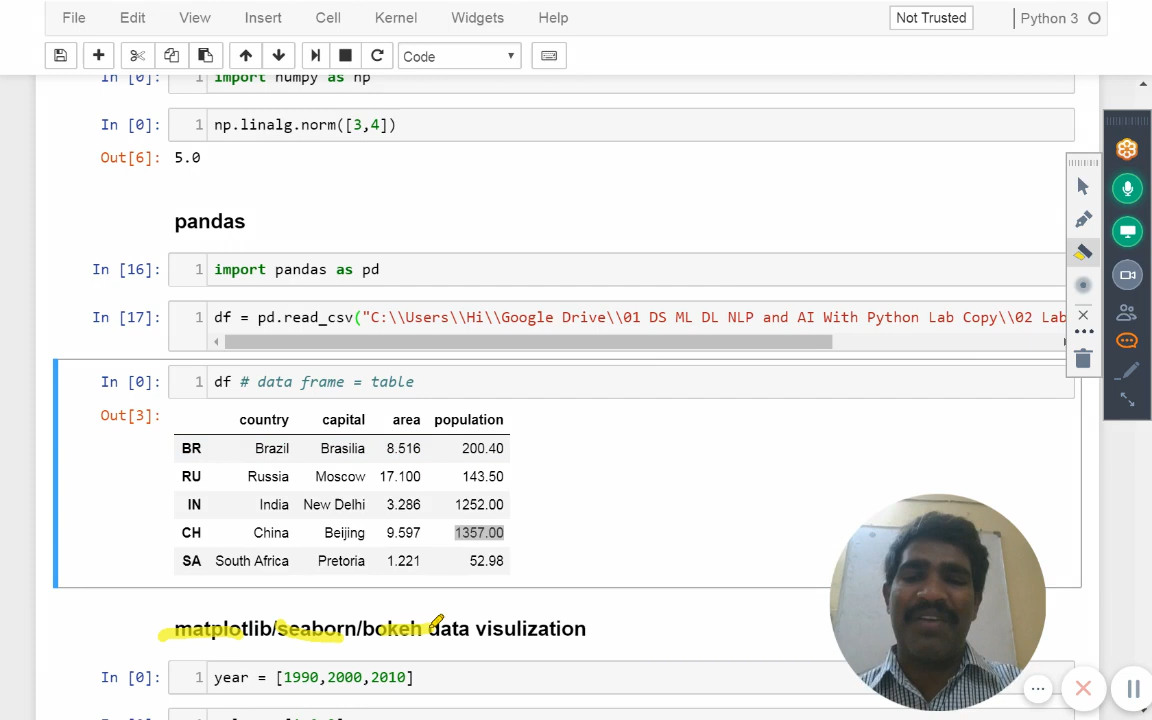 File Edit View Insert Cell Kernel Widgets Help Not Trusted Python 3
Code
In [0]: 1 import numpy as np
In [0]: 1 np.linalg.norm([3,4])
Out[6]: 5.0
pandas
In [16]: 1 import pandas as pd
In [17]: 1 df = pd.read_csv("C:\\Users\\Hi\\Google Drive\\01 DS ML DL NLP and AI With Python Lab Copy\\02 Lab
In [0]: 1 df # data frame = table
Out[3]:
country capital area population
BR Brazil Brasilia 8.516 200.40
RU Russia Moscow 17.100 143.50
IN India New Delhi 3.286 1252.00
CH China Beijing 9.597 1357.00
SA South Africa Pretoria 1.221 52.98
matplotlib/seaborn/bokeh data visulization
In [0]: 1 year = [1990,2000,2010]